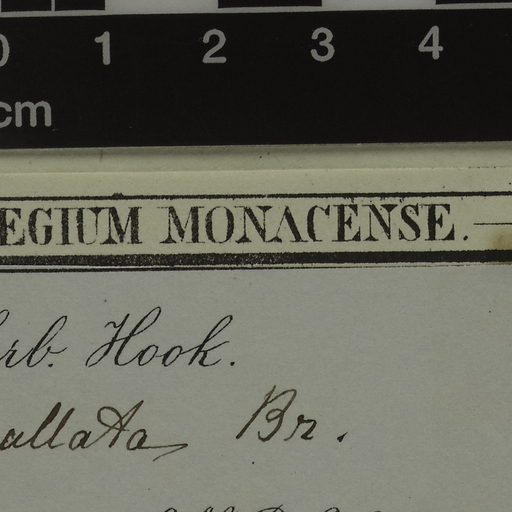 0 1 2 3 4
cm
EGIUM MONACENSE.
rb. Hook.
allata Br.